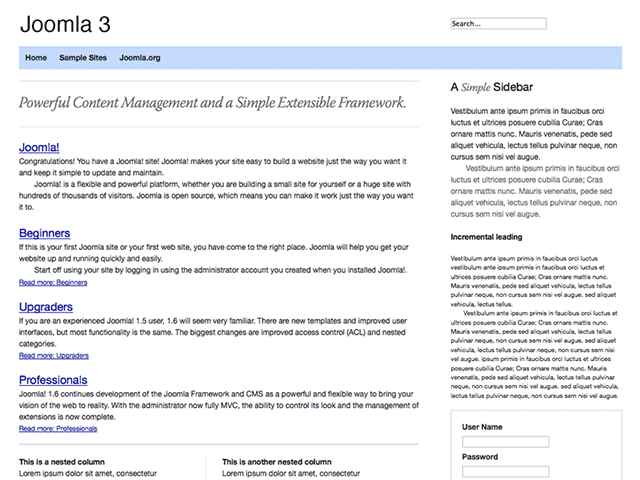 Joomla 3
Search...
Home Sample Sites Joomla.org
Powerful Content Management and a Simple Extensible Framework.
Joomla!
Congratulations! You have a Joomla! site! Joomla! makes your site easy to build a website just the way you want it
and keep it simple to update and maintain.
Joomla! is a flexible and powerful platform, whether you are building a small site for yourself or a huge site with
hundreds of thousands of visitors. Joomla is open source, which means you can make it work just the way you want
it to.
Beginners
If this is your first Joomla site or your first web site, you have come to the right place. Joomla will help you get your
website up and running quickly and easily.
Start off using your site by logging in using the administrator account you created when you installed Joomla!.
Read more: Beginners
Upgraders
If you are an experienced Joomla! 1.5 user, 1.6 will seem very familiar. There are new templates and improved user
interfaces, but most functionality is the same. The biggest changes are improved access control (ACL) and nested
categories.
Read more: Upgraders
Professionals
Joomla! 1.6 continues development of the Joomla Framework and CMS as a powerful and flexible way to bring your
vision of the web to reality. With the administrator now fully MVC, the ability to control its look and the management of
extensions is now complete.
Read more: Professionals
This is a nested column
Lorem ipsum dolor sit amet, consectetur
This is another nested column
Lorem ipsum dolor sit amet, consectetur
A Simple Sidebar
Vestibulum ante ipsum primis in faucibus orci
luctus et ultrices posuere cubilia Curae; Cras
ornare mattis nunc. Mauris venenatis, pede sed
aliquet vehicula, lectus tellus pulvinar neque, non
cursus sem nisi vel augue.
Vestibulum ante ipsum primis in faucibus orci
luctus et ultrices posuere cubilia Curae; Cras
ornare mattis nunc. Mauris venenatis, pede sed
aliquet vehicula, lectus tellus pulvinar neque, non
cursus sem nisi vel augue.
Incremental leading
Vestibulum ante ipsum primis in faucibus orci luctus
vestibulum ante ipsum primis in faucibus orci luctus
et ultrices posuere cubilia Curae; Cras ornare mattis nunc.
Mauris venenatis, pede sed aliquet vehicula, lectus tellus
pulvinar neque, non cursus sem nisi vel augue. sed aliquet
vehicula, lectus tellus.
Vestibulum ante ipsum primis in faucibus orci luctus et
ultrices posuere cubilia Curae; Cras ornare mattis nunc.
Mauris venenatis, pede sed aliquet vehicula, lectus tellus
pulvinar neque, non cursus sem nisi vel augue. sed aliquet
vehicula, lectus tellus pulvinar neque, non cursus sem nisi
vel augue. ipsum primis in faucibus orci luctus et ultrices
posuere cubilia Curae; Cras ornare mattis nunc. Mauris
venenatis, pede sed aliquet vehicula, lectus tellus pulvinar
neque, non cursus sem nisi vel augue. sed aliquet vehicula,
lectus tellus pulvinar neque, non cursus sem nisi vel augue.
User Name
Password